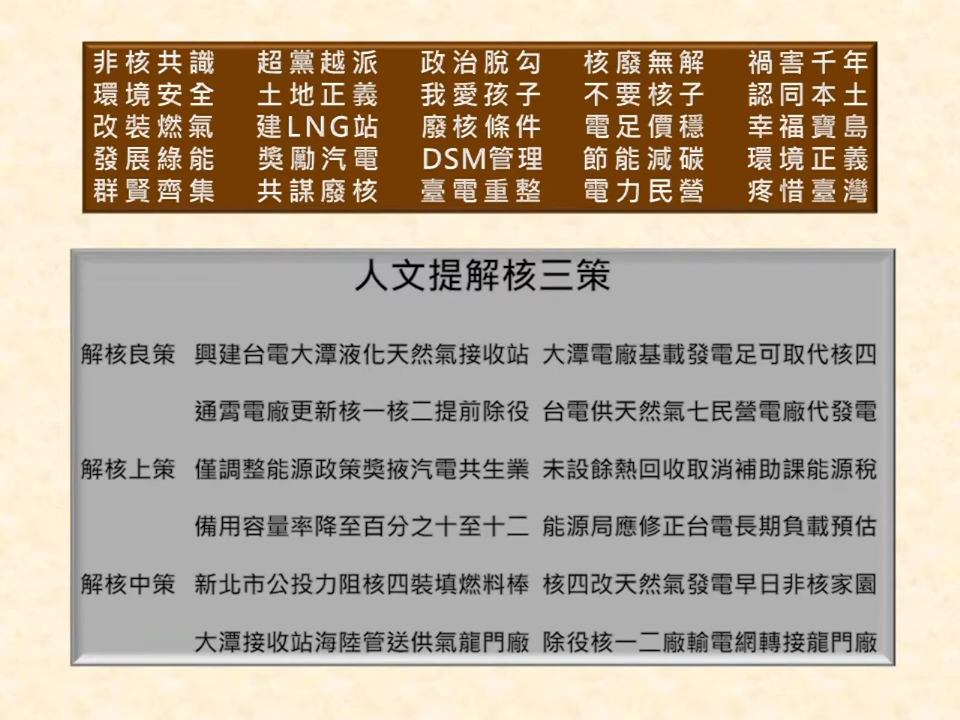 非核共識 超黨越派 政治脫勾 核廢無解 禍害千年
環境安全 土地正義 我愛孩子 不要核子 認同本土
改裝燃氣 建LNG站 廢核條件 電足價穩 幸福寶島
發展綠能 獎勵汽電 DSM管理 節能減碳 環境正義
群賢齊集 共謀廢核 臺電重整 電力民營 疼惜臺灣
人文提解核三策
解核良策 興建台電大潭液化天然氣接收站 大潭電廠基載發電足可取代核四
通霄電廠更新核一核二提前除役 台電供天然氣七民營電廠代發電
解核上策 僅調整能源政策獎掖汽電共生業 未設餘熱回收取消補助課能源稅
備用容量率降至百分之十至十二 能源局應修正台電長期負載預估
解核中策 新北市公投力阻核四裝填燃料棒 核四改天然氣發電早日非核家園
大潭接收站海陸管送供氣龍門廠 除役核一二廠輸電網轉接龍門廠